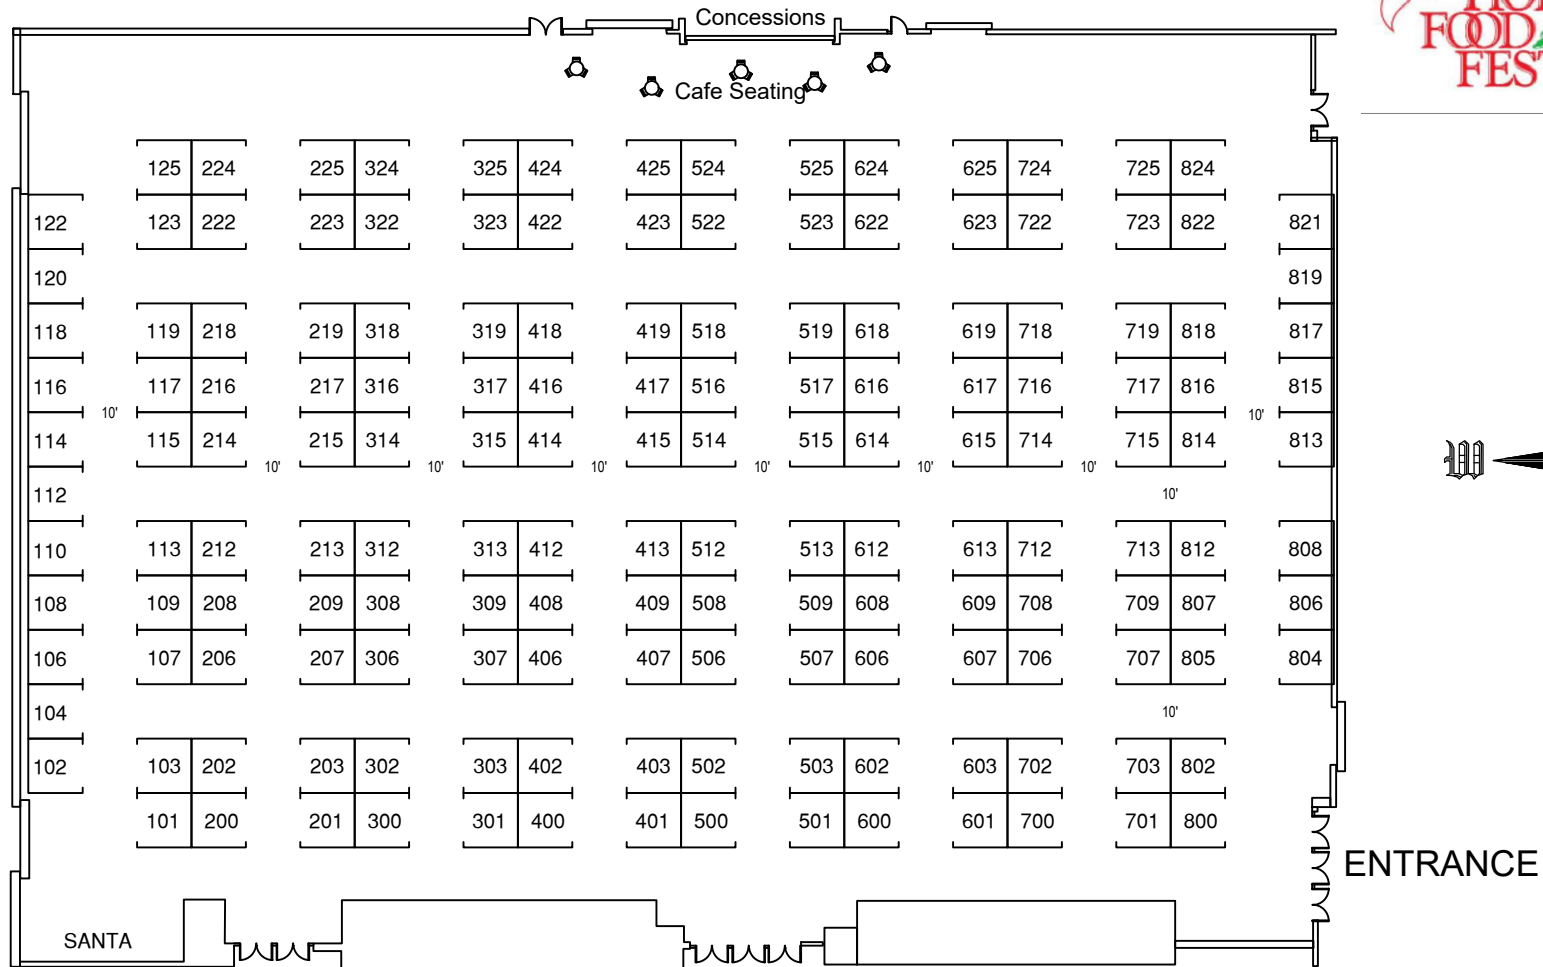 Concessions
FOOD
FEST
Cafe Seating
125 224 225 324 325 424 425 524 525 624 625 724 725 824
122 123 222 223 322 323 422 423 522 523 622 623 722 723 822 821
120 819
118 119 218 219 318 319 418 419 518 519 618 619 718 719 818 817
116 117 216 217 316 317 416 417 516 517 616 617 716 717 816 815
10' 10'
114 115 214 215 314 315 414 415 514 515 614 615 714 715 814 813
10' 10' 10' 10' 10' 10'
112 10'
110 113 212 213 312 313 412 413 512 513 612 613 712 713 812 808
108 109 208 209 308 309 408 409 508 509 608 609 708 709 807 806
106 107 206 207 306 307 406 407 506 507 606 607 706 707 805 804
104 10'
102 103 202 203 302 303 402 403 502 503 602 603 702 703 802
101 200 201 300 301 400 401 500 501 600 601 700 701 800
ENTRANCE
SANTA